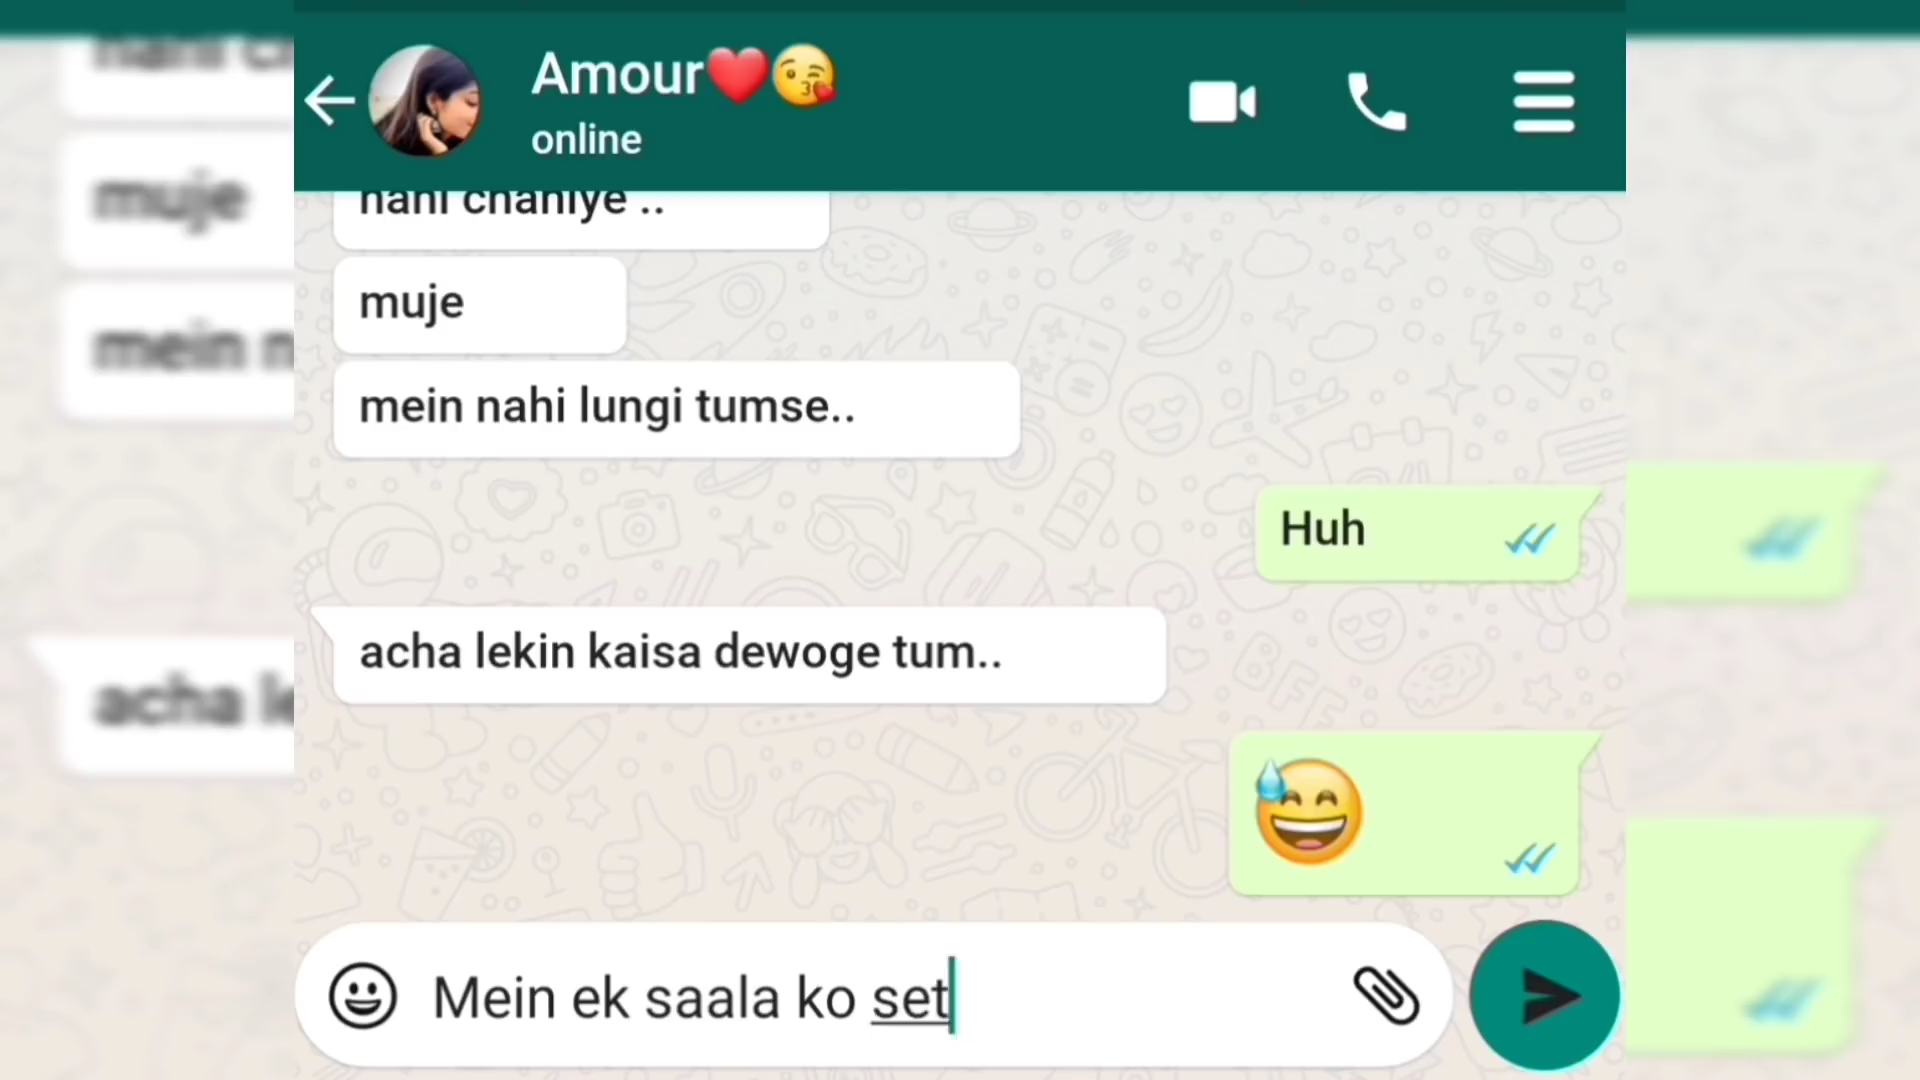 Amour❤️😘
online
nahi chahiye ..
muje
mein nahi lungi tumse..
Huh
acha lekin kaisa dewoge tum..
😅
Mein ek saala ko set